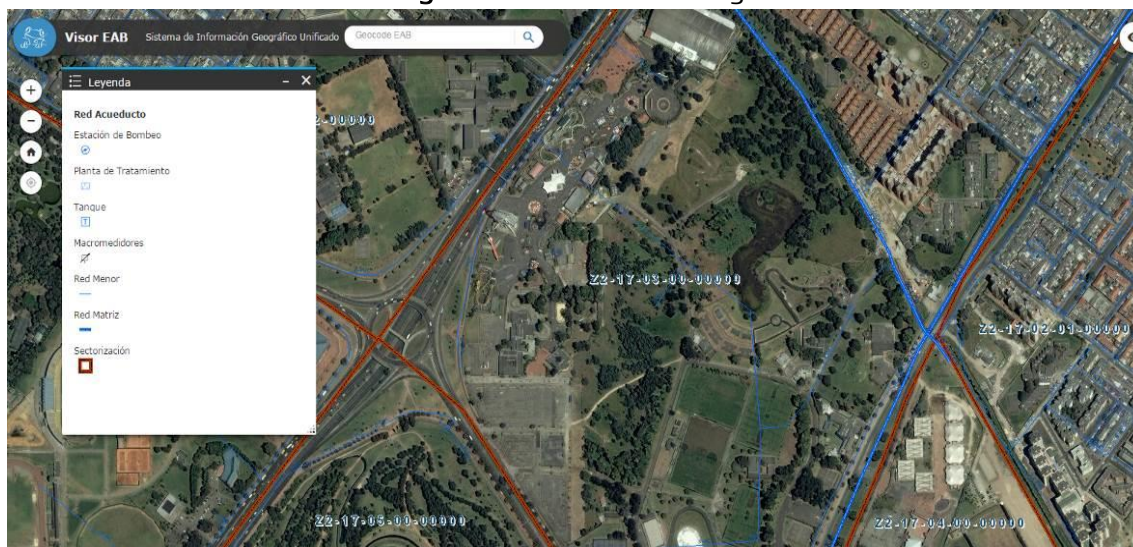 Visor EAB Sistema de Información Geográfico Unificado Geocode EAB
Leyenda
Red Acueducto
Estación de Bombeo
Planta de Tratamiento
Tanque
T
Macromedidores
Red Menor
Red Matriz
Sectorización
2-00000
Z2-17-03-00-00000
Z2-17-02-01-00000
Z2-17-05-00-00000
Z2-17-04-00-00000